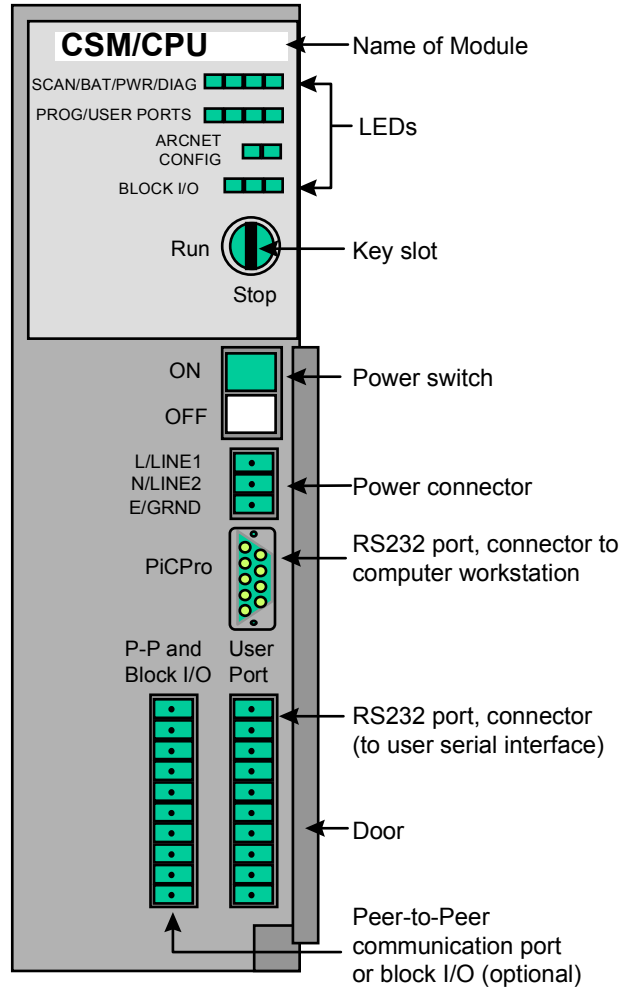 CSM/CPU
Name of Module
SCAN/BAT/PWR/DIAG
PROG/USER PORTS
LEDs
ARCNET
CONFIG
BLOCK I/O
Run
Key slot
Stop
ON
Power switch
OFF
L/LINE1
N/LINE2
Power connector
E/GRND
RS232 port, connector to
computer workstation
PiCPro
P-P and
Block I/O
User
Port
RS232 port, connector
(to user serial interface)
Door
Peer-to-Peer
communication port
or block I/O (optional)